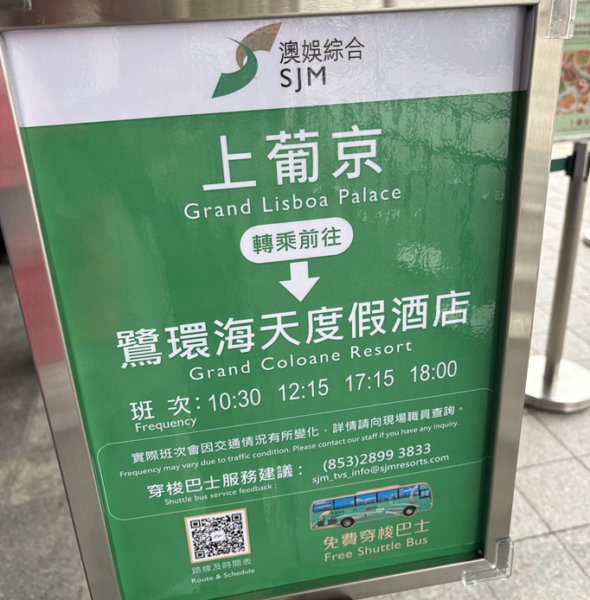 澳娛綜合
SJM
上葡京
Grand Lisboa Palace
轉乘前往
鷺環海天度假酒店
Grand Coloane Resort
班 次: 10:30 12:15 17:15 18:00
Frequency
實際班次會因交通情況有所變化，詳情請向現場職員查詢。
Frequency may vary due to traffic condition. Please contact our staff if you have any inquiry.
穿梭巴士服務建議： (853)2899 3833
Shuttle bus service feedback : sjm_tvs_info@sjmresorts.com
路線及時間表
Route & Schedule
免費穿梭巴士
Free Shuttle Bus